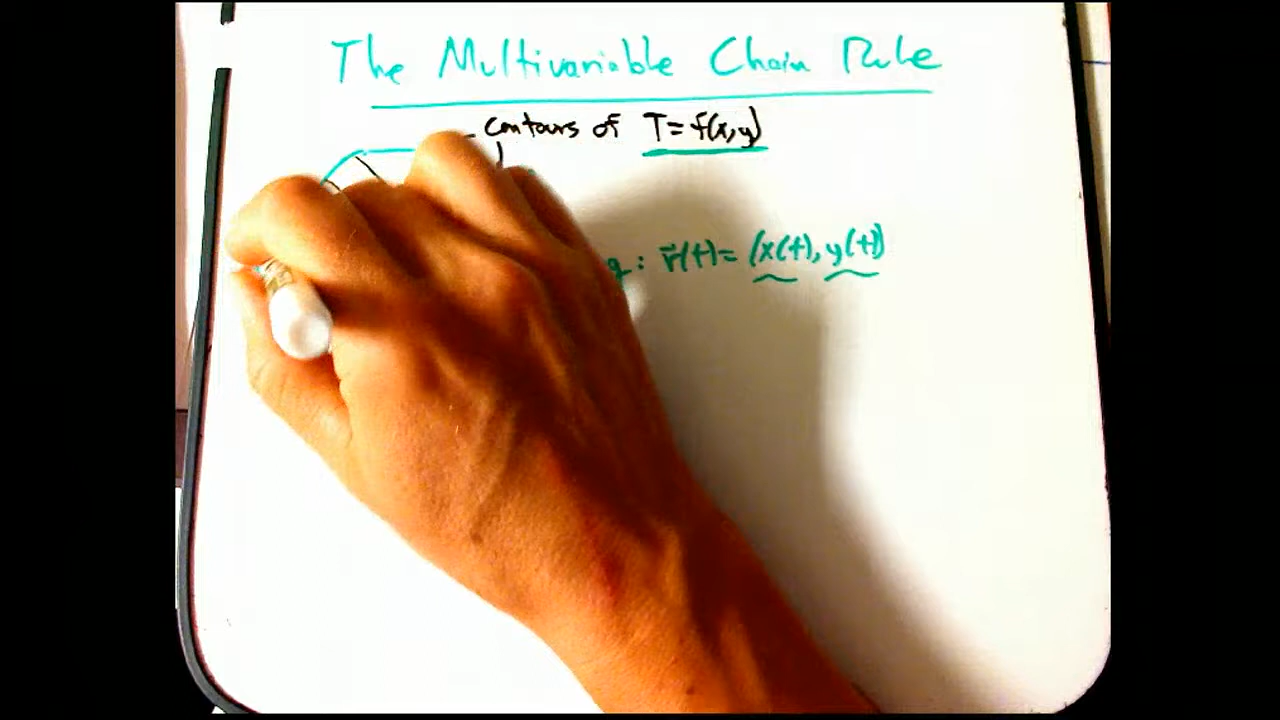 The Multivariable Chain Rule
contours of T=f(x,y)
: r⃗(t)= (x(t), y(t))